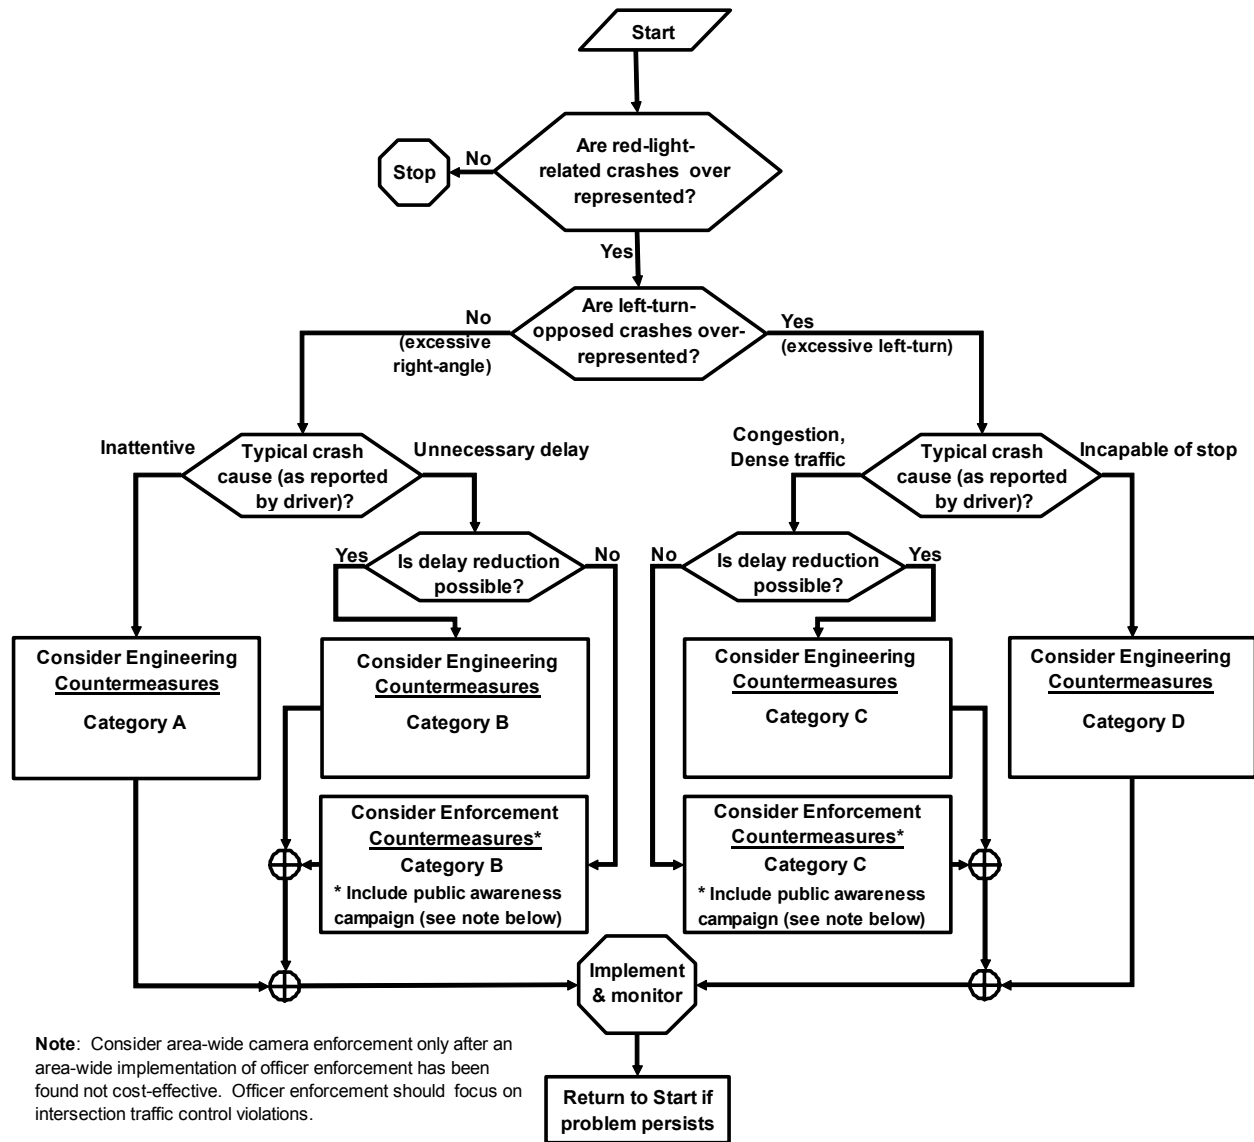 Start
Are red-light-
related crashes over
represented?
No
Stop
Yes
Are left-turn-
opposed crashes over-
represented?
No
(excessive
right-angle)
Yes
(excessive left-turn)
Inattentive
Typical crash
cause (as reported
by driver)?
Unnecessary delay
Congestion,
Dense traffic
Typical crash
cause (as reported
by driver)?
Incapable of stop
Yes
Is delay reduction
possible?
No
No
Is delay reduction
possible?
Yes
Consider Engineering
Countermeasures
Category A
Consider Engineering
Countermeasures
Category B
Consider Engineering
Countermeasures
Category C
Consider Engineering
Countermeasures
Category D
Consider Enforcement
Countermeasures*
Category B
* Include public awareness
campaign (see note below)
Consider Enforcement
Countermeasures*
Category C
* Include public awareness
campaign (see note below)
Implement
& monitor
Note: Consider area-wide camera enforcement only after an
area-wide implementation of officer enforcement has been
found not cost-effective. Officer enforcement should focus on
intersection traffic control violations.
Return to Start if
problem persists